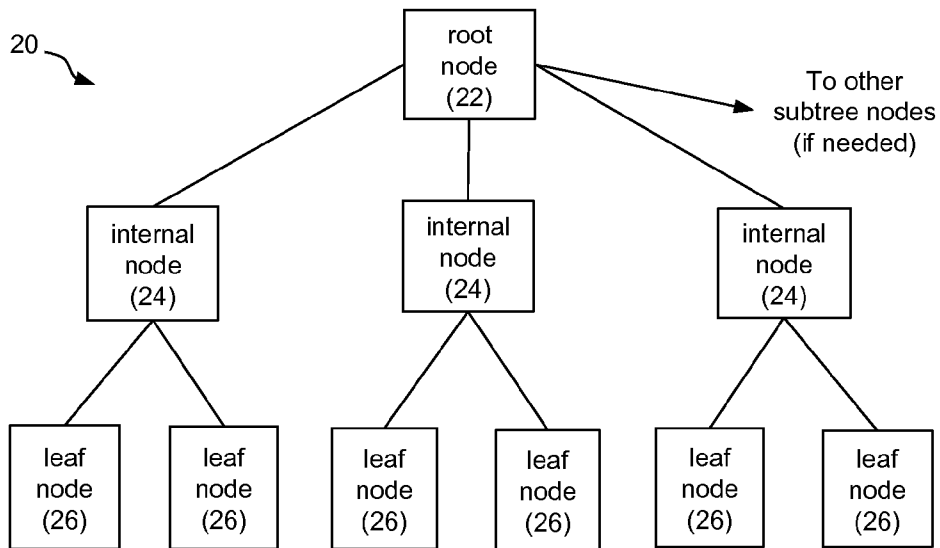 20
root
node
(22)
To other
subtree nodes
(if needed)
internal
node
(24)
internal
node
(24)
internal
node
(24)
leaf
node
(26)
leaf
node
(26)
leaf
node
(26)
leaf
node
(26)
leaf
node
(26)
leaf
node
(26)